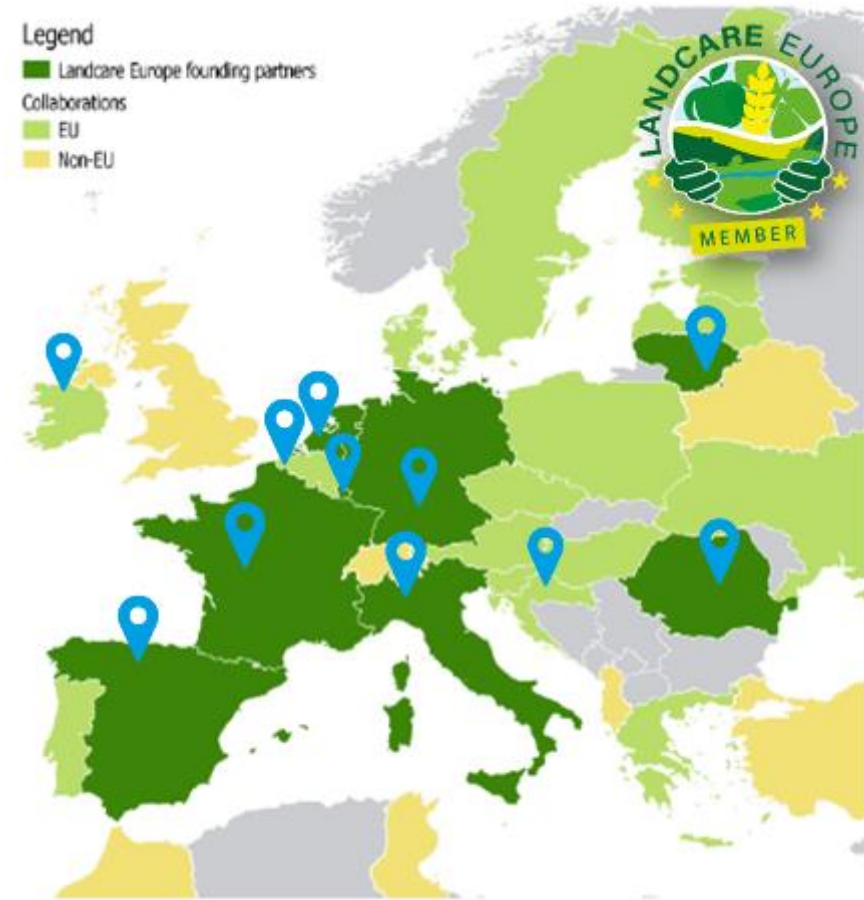 Legend
Landcare Europe founding partners
Collaborations
EU
Non-EU
LANDCARE EUROPE
MEMBER